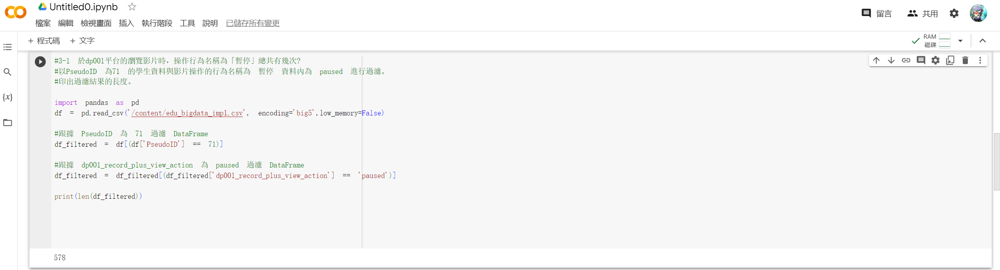 Untitled0.ipynb
檔案 編輯 檢視畫面 插入 執行階段 工具 說明 已儲存所有變更
留言 共用
+ 程式碼 + 文字
RAM
磁碟
{x}
#3-1 於dp001平台的瀏覽影片時，操作行為名稱為「暫停」總共有幾次?
#以PseudoID 為71 的學生資料與影片操作的行為名稱為 暫停 資料內為 paused 進行過濾。
#印出過濾結果的長度。
import pandas as pd
df = pd.read_csv('/content/edu_bigdata_imp1.csv', encoding='big5',low_memory=False)
#跟據 PseudoID 為 71 過濾 DataFrame
df_filtered = df[(df['PseudoID'] == 71)]
#跟據 dp001_record_plus_view_action 為 paused 過濾 DataFrame
df_filtered = df_filtered[(df_filtered['dp001_record_plus_view_action'] == 'paused')]
print(len(df_filtered))
578